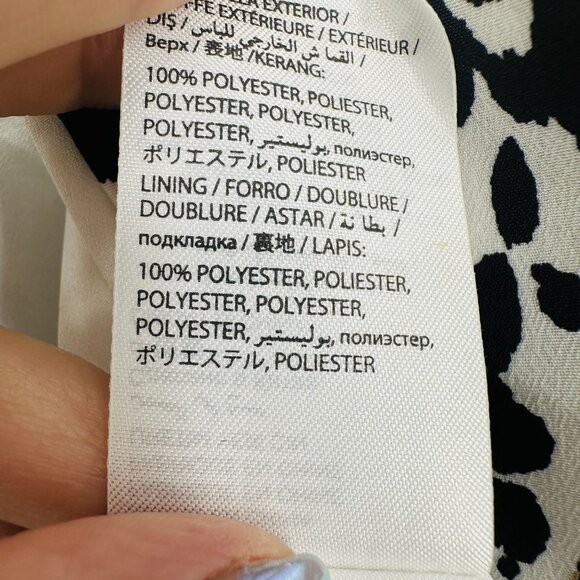 EXTERIOR /
EXTÉRIEURE / EXTÉRIEUR /
DIŞ / القماش الخارجي للباس /
Верх / 表地 /KERANG:
100% POLYESTER, POLIESTER,
POLYESTER, POLYESTER,
POLYESTER, بوليستير, полиэстер,
ポリエステル, POLIESTER
LINING / FORRO / DOUBLURE /
DOUBLURE / ASTAR / بطانة /
подкладка / 裏地 / LAPIS:
100% POLYESTER, POLIESTER,
POLYESTER, POLYESTER,
POLYESTER, بوليستير, полиэстер,
ポリエステル, POLIESTER